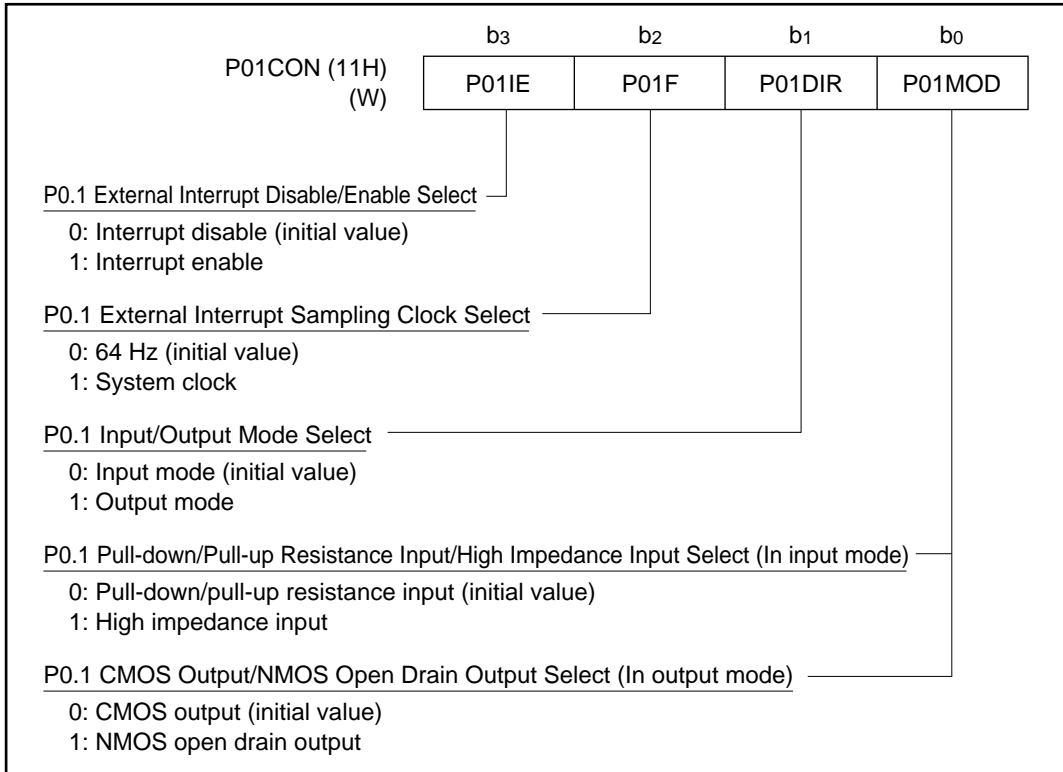 b3 b2 b1 b0
P01CON (11H) P01IE P01F P01DIR P01MOD
(W)
P0.1 External Interrupt Disable/Enable Select
0: Interrupt disable (initial value)
1: Interrupt enable
P0.1 External Interrupt Sampling Clock Select
0: 64 Hz (initial value)
1: System clock
P0.1 Input/Output Mode Select
0: Input mode (initial value)
1: Output mode
P0.1 Pull-down/Pull-up Resistance Input/High Impedance Input Select (In input mode)
0: Pull-down/pull-up resistance input (initial value)
1: High impedance input
P0.1 CMOS Output/NMOS Open Drain Output Select (In output mode)
0: CMOS output (initial value)
1: NMOS open drain output